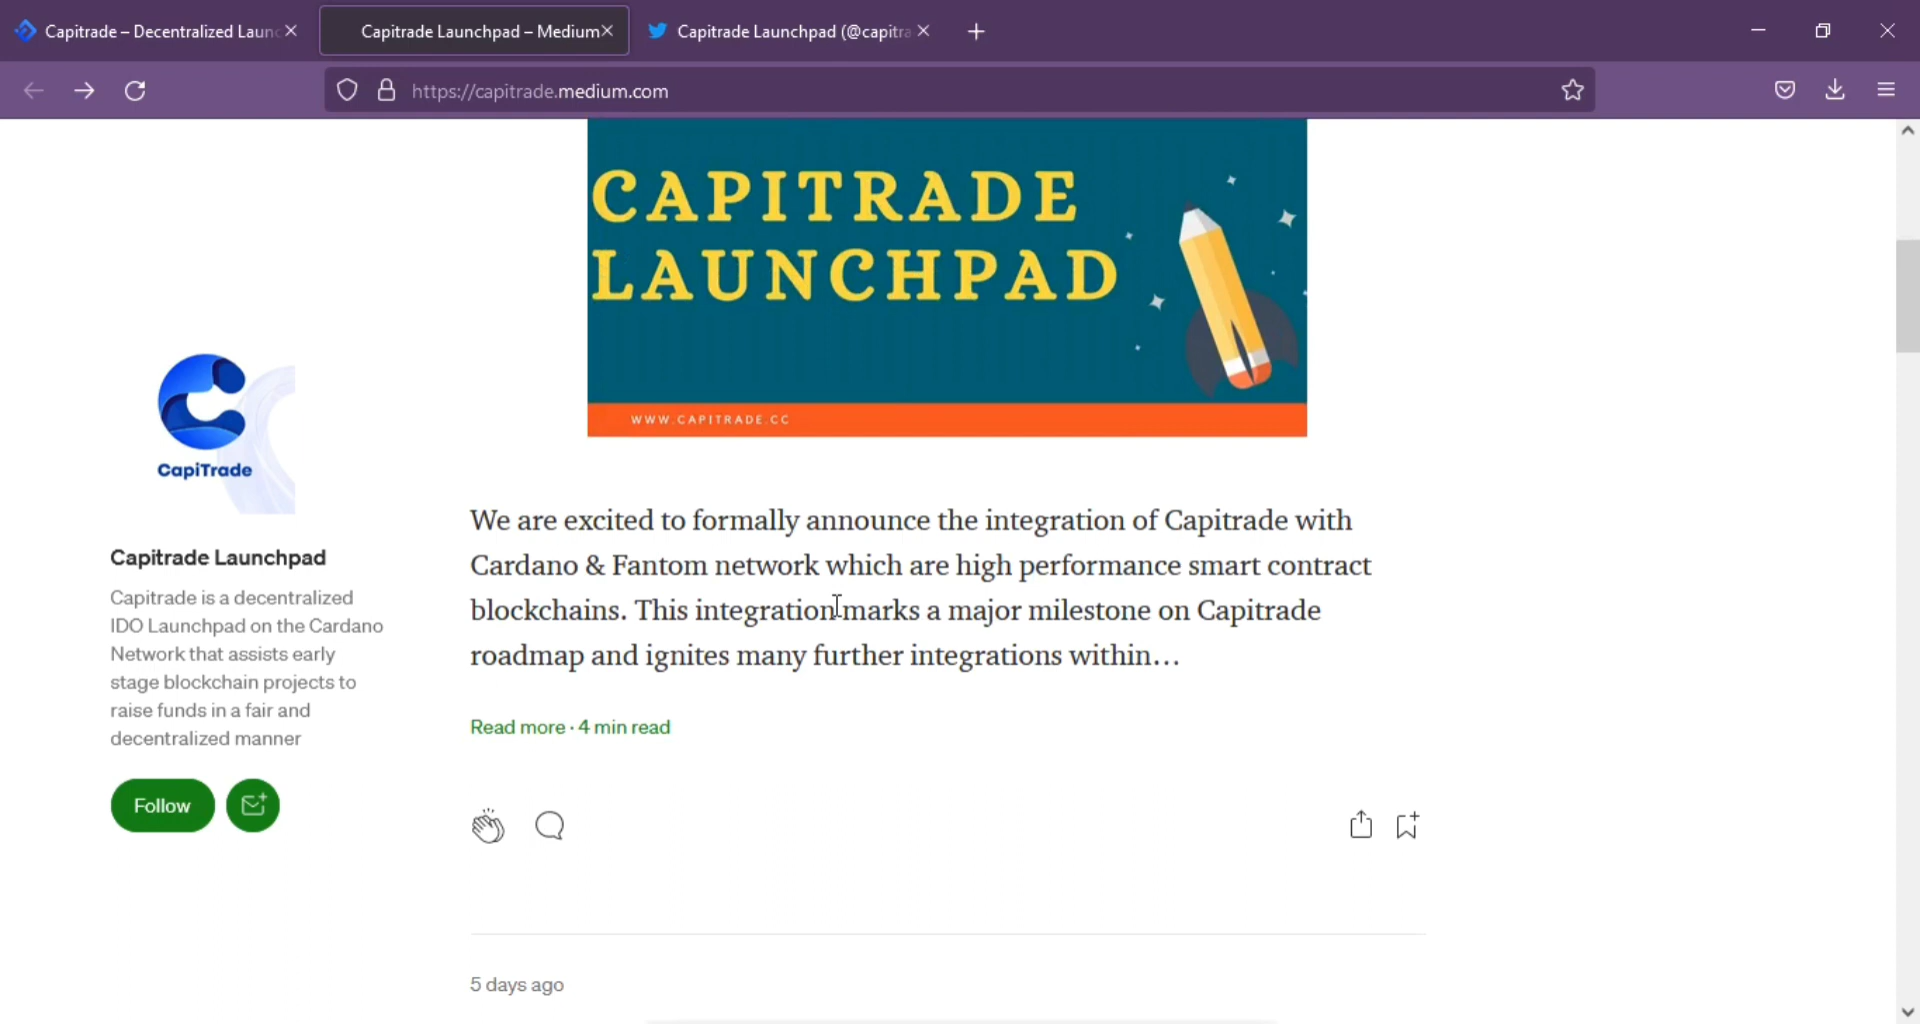 Capitrade – Decentralized Laun
Capitrade Launchpad – Medium
Capitrade Launchpad (@capitra
https://capitrade.medium.com
CAPITRADE
LAUNCHPAD
WWW.CAPITRADE.CC
CapiTrade
Capitrade Launchpad
Capitrade is a decentralized
IDO Launchpad on the Cardano
Network that assists early
stage blockchain projects to
raise funds in a fair and
decentralized manner
Follow
We are excited to formally announce the integration of Capitrade with
Cardano & Fantom network which are high performance smart contract
blockchains. This integration marks a major milestone on Capitrade
roadmap and ignites many further integrations within…
Read more · 4 min read
5 days ago